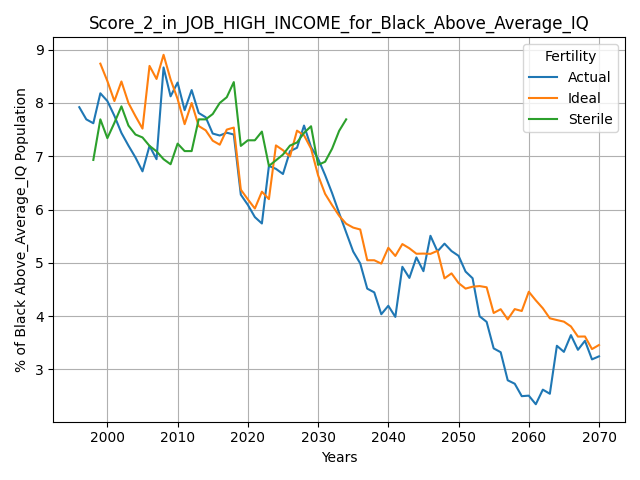 Score_2_in_JOB_HIGH_INCOME_for_Black_Above_Average_IQ
% of Black Above_Average_IQ Population
9
8
7
6
5
4
3
Fertility
Actual
Ideal
Sterile
2000 2010 2020 2030 2040 2050 2060 2070
Years